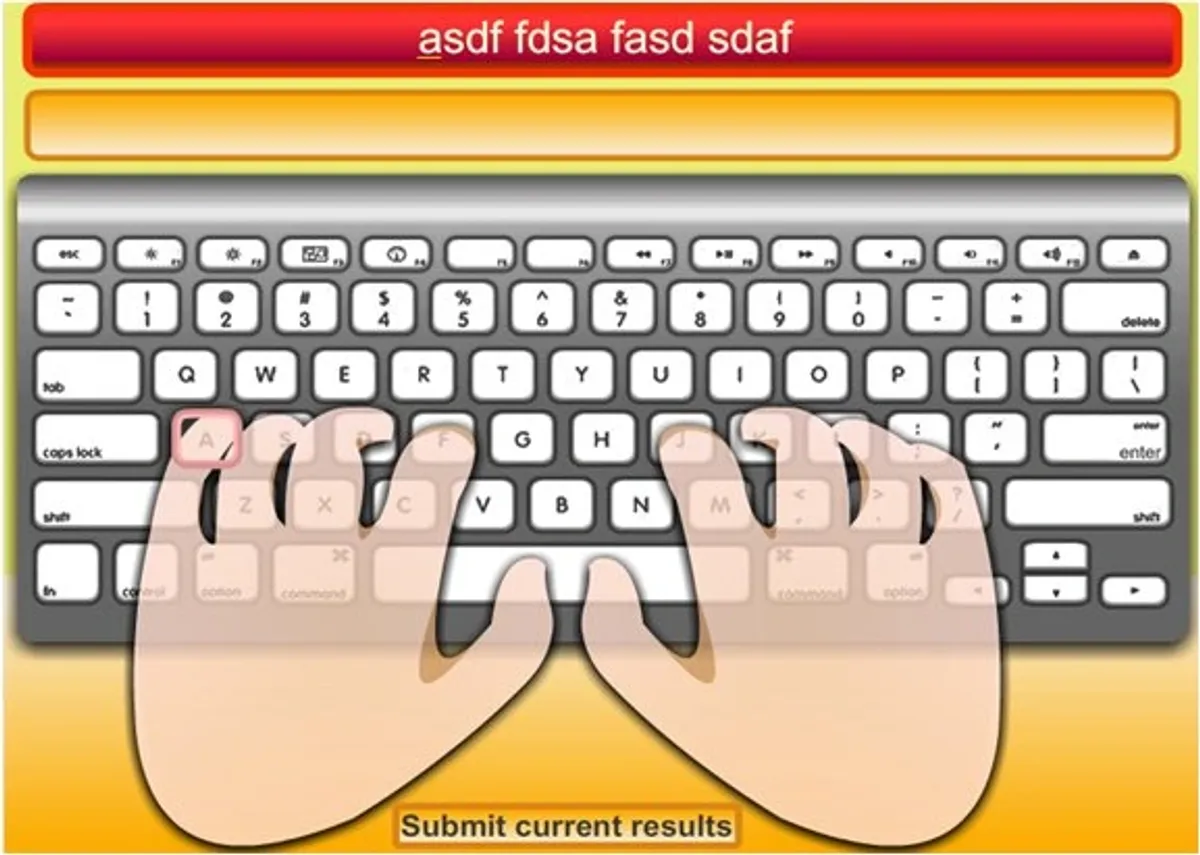 asdf fdsa fasd sdaf
esc F1 F2 F3 F4 F5 F6 F7 F8 F9 F10 F11 F12
~ ` ! 1 @ 2 # 3 $ 4 % 5 ^ 6 & 7 * 8 ( 9 ) 0 - - + = delete
tab Q W E R T Y U I O P { [ } ] | \
caps lock A S D F G H J K L : ; " ' enter enter
shift Z X C V B N M < , > . ? / shift
fn control option command command option
Submit current results